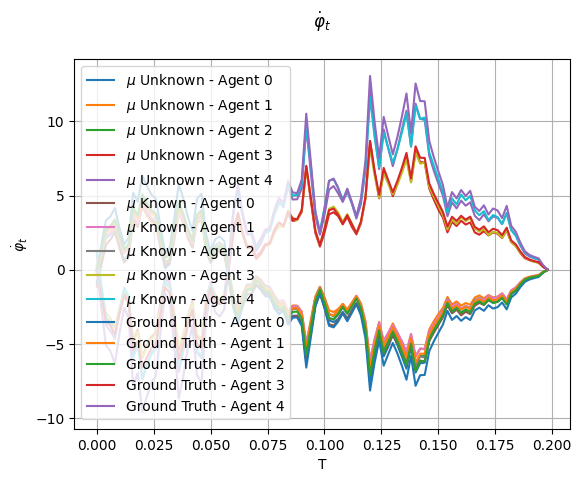 φ̇ₜ
μ Unknown - Agent 0
μ Unknown - Agent 1
μ Unknown - Agent 2
μ Unknown - Agent 3
μ Unknown - Agent 4
μ Known - Agent 0
μ Known - Agent 1
μ Known - Agent 2
μ Known - Agent 3
μ Known - Agent 4
Ground Truth - Agent 0
Ground Truth - Agent 1
Ground Truth - Agent 2
Ground Truth - Agent 3
Ground Truth - Agent 4
φ̇ₜ
10
5
0
−5
−10
0.000 0.025 0.050 0.075 0.100 0.125 0.150 0.175 0.200
T